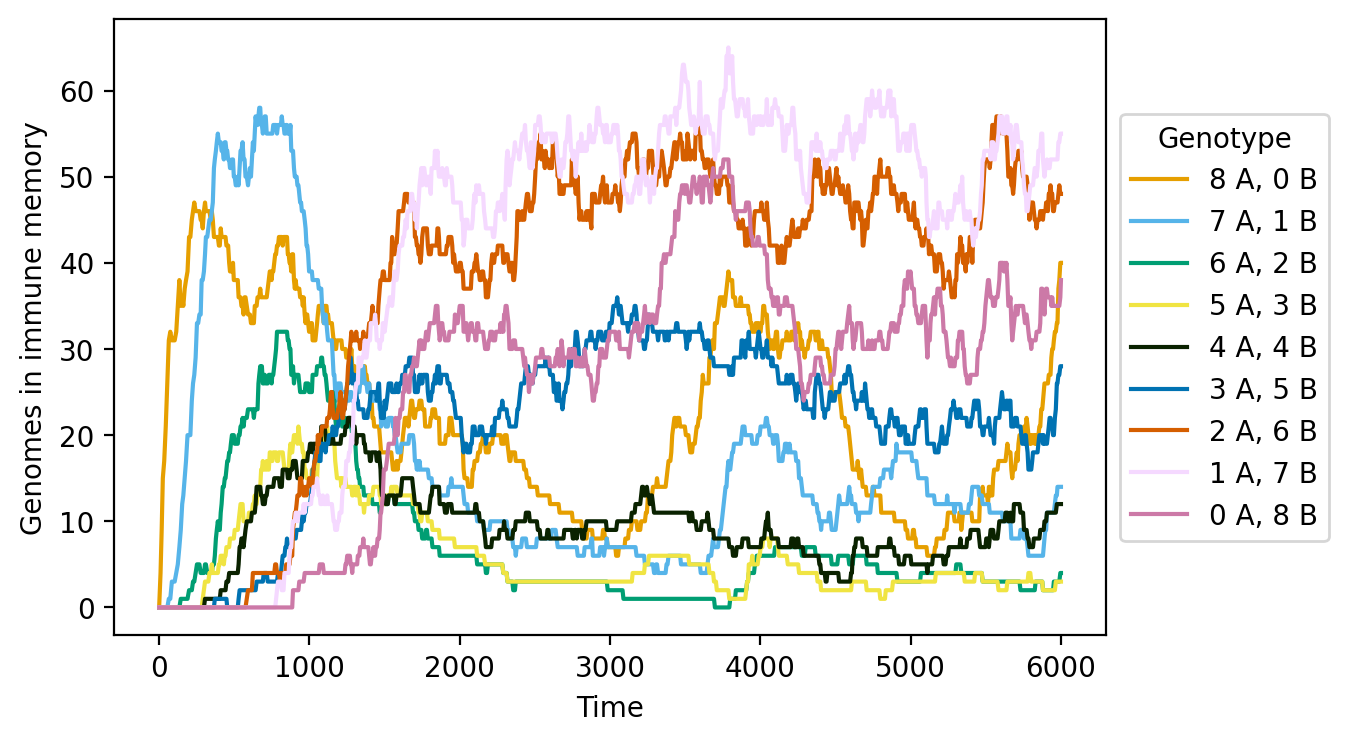 Genomes in immune memory
60
50
40
30
20
10
0
0 1000 2000 3000 4000 5000 6000
Time
Genotype
8 A, 0 B
7 A, 1 B
6 A, 2 B
5 A, 3 B
4 A, 4 B
3 A, 5 B
2 A, 6 B
1 A, 7 B
0 A, 8 B